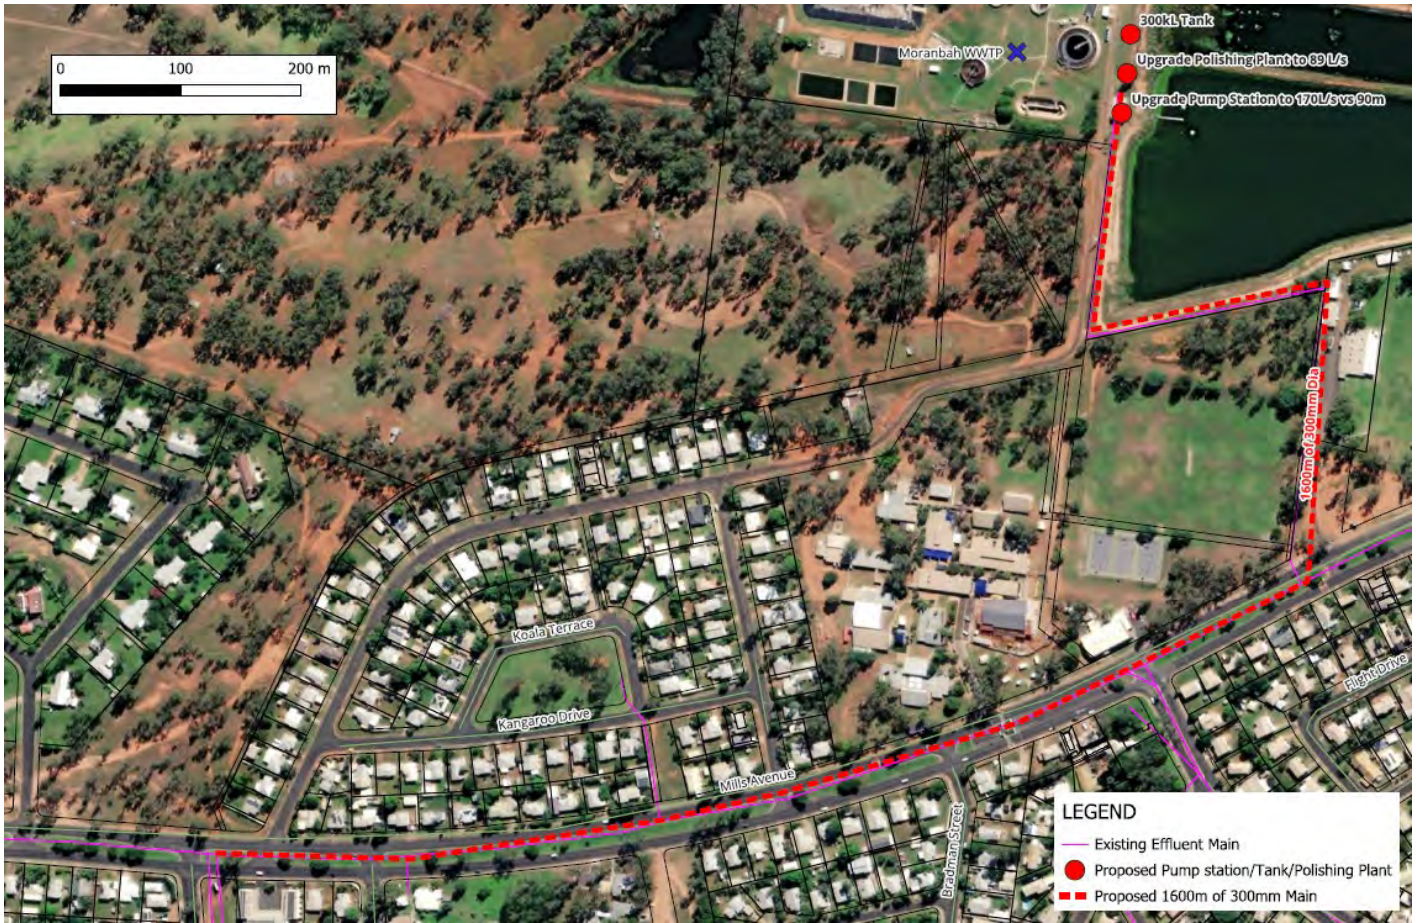 0 100 200 m
300kL Tank
Moranbah WWTP
Upgrade Polishing Plant to 89 L/s
Upgrade Pump Station to 170L/s vs 90m
1600m of 300mm Dia
Koala Terrace
Kangaroo Drive
Flight Drive
Mills Avenue
Bradman Street
LEGEND
Existing Effluent Main
Proposed Pump station/Tank/Polishing Plant
Proposed 1600m of 300mm Main